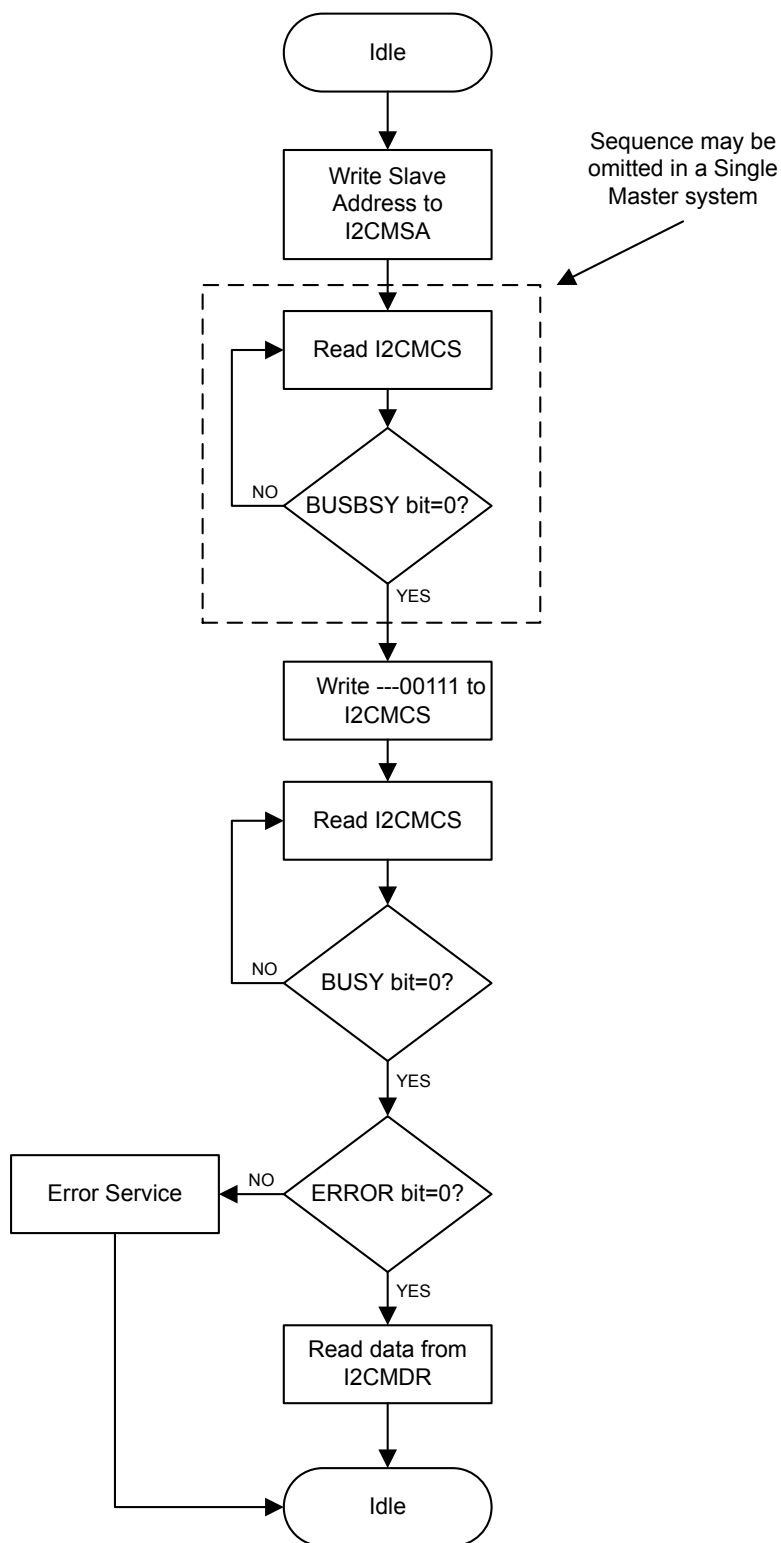 Idle
Write Slave
Address to
I2CMSA
Sequence may be
omitted in a Single
Master system
Read I2CMCS
BUSBSY bit=0?
NO
YES
Write ---00111 to
I2CMCS
Read I2CMCS
BUSY bit=0?
NO
YES
ERROR bit=0?
NO
Error Service
YES
Read data from
I2CMDR
Idle